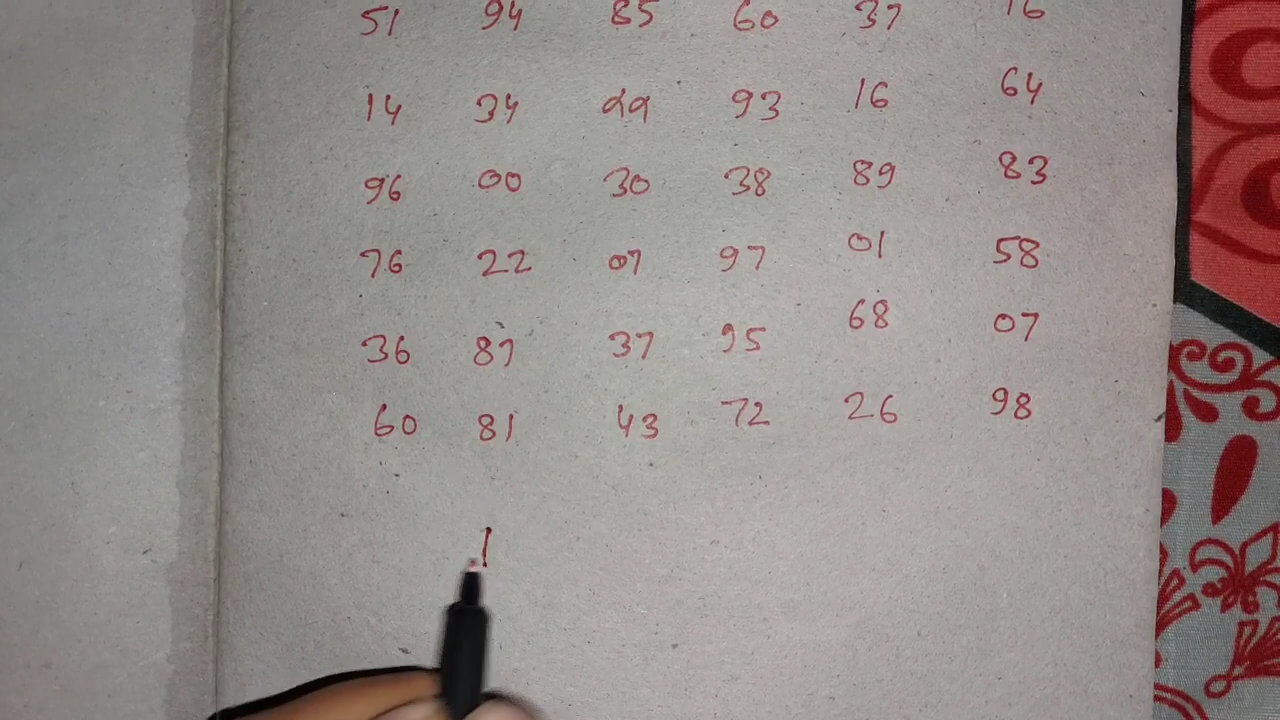 51 94 85 60 37 16
14 34 99 93 16 64
96 00 30 38 89 83
76 22 07 97 01 58
36 87 37 95 68 07
60 81 43 72 26 98
1